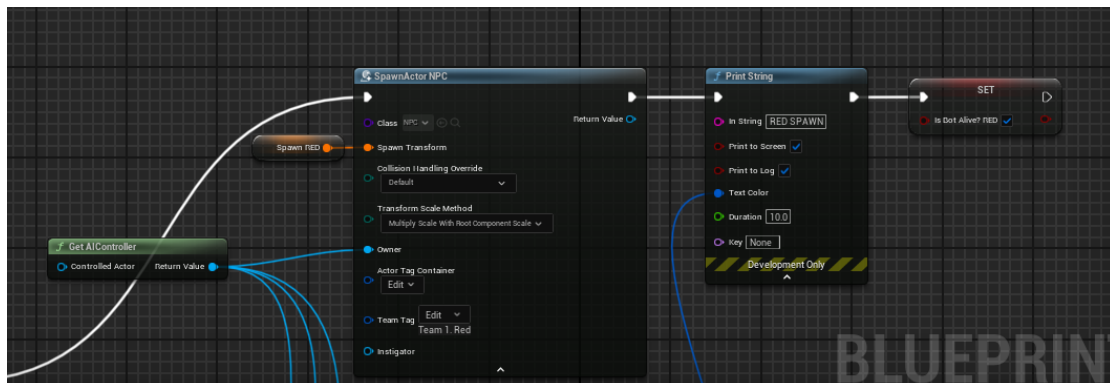 SpawnActor NPC
Class NPC
Return Value
Spawn RED
Spawn Transform
Collision Handling Override
Default
Transform Scale Method
Multiply Scale With Root Component Scale
Owner
Actor Tag Container
Edit
Team Tag Edit
Team 1. Red
Instigator
f Get AIController
Controlled Actor Return Value
f Print String
In String RED SPAWN
Print to Screen
Print to Log
Text Color
Duration 10.0
Key None
Development Only
SET
Is Bot Alive? RED
BLUEPRIN